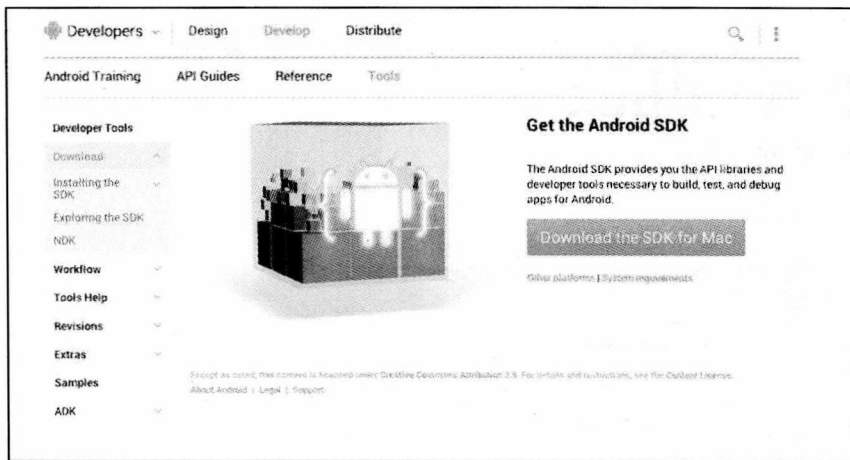 Developers
Design
Develop
Distribute
Android Training
API Guides
Reference
Tools
Developer Tools
Download
Installing the
SDK
Exploring the SDK
NDK
Workflow
Tools Help
Revisions
Extras
Samples
ADK
Get the Android SDK
The Android SDK provides you the API libraries and
developer tools necessary to build, test, and debug
apps for Android.
Download the SDK for Mac
Other platforms | System requirements
Except as noted, this content is licensed under Creative Commons Attribution 2.5. For details and restrictions, see the Content License.
About Android | Legal | Support